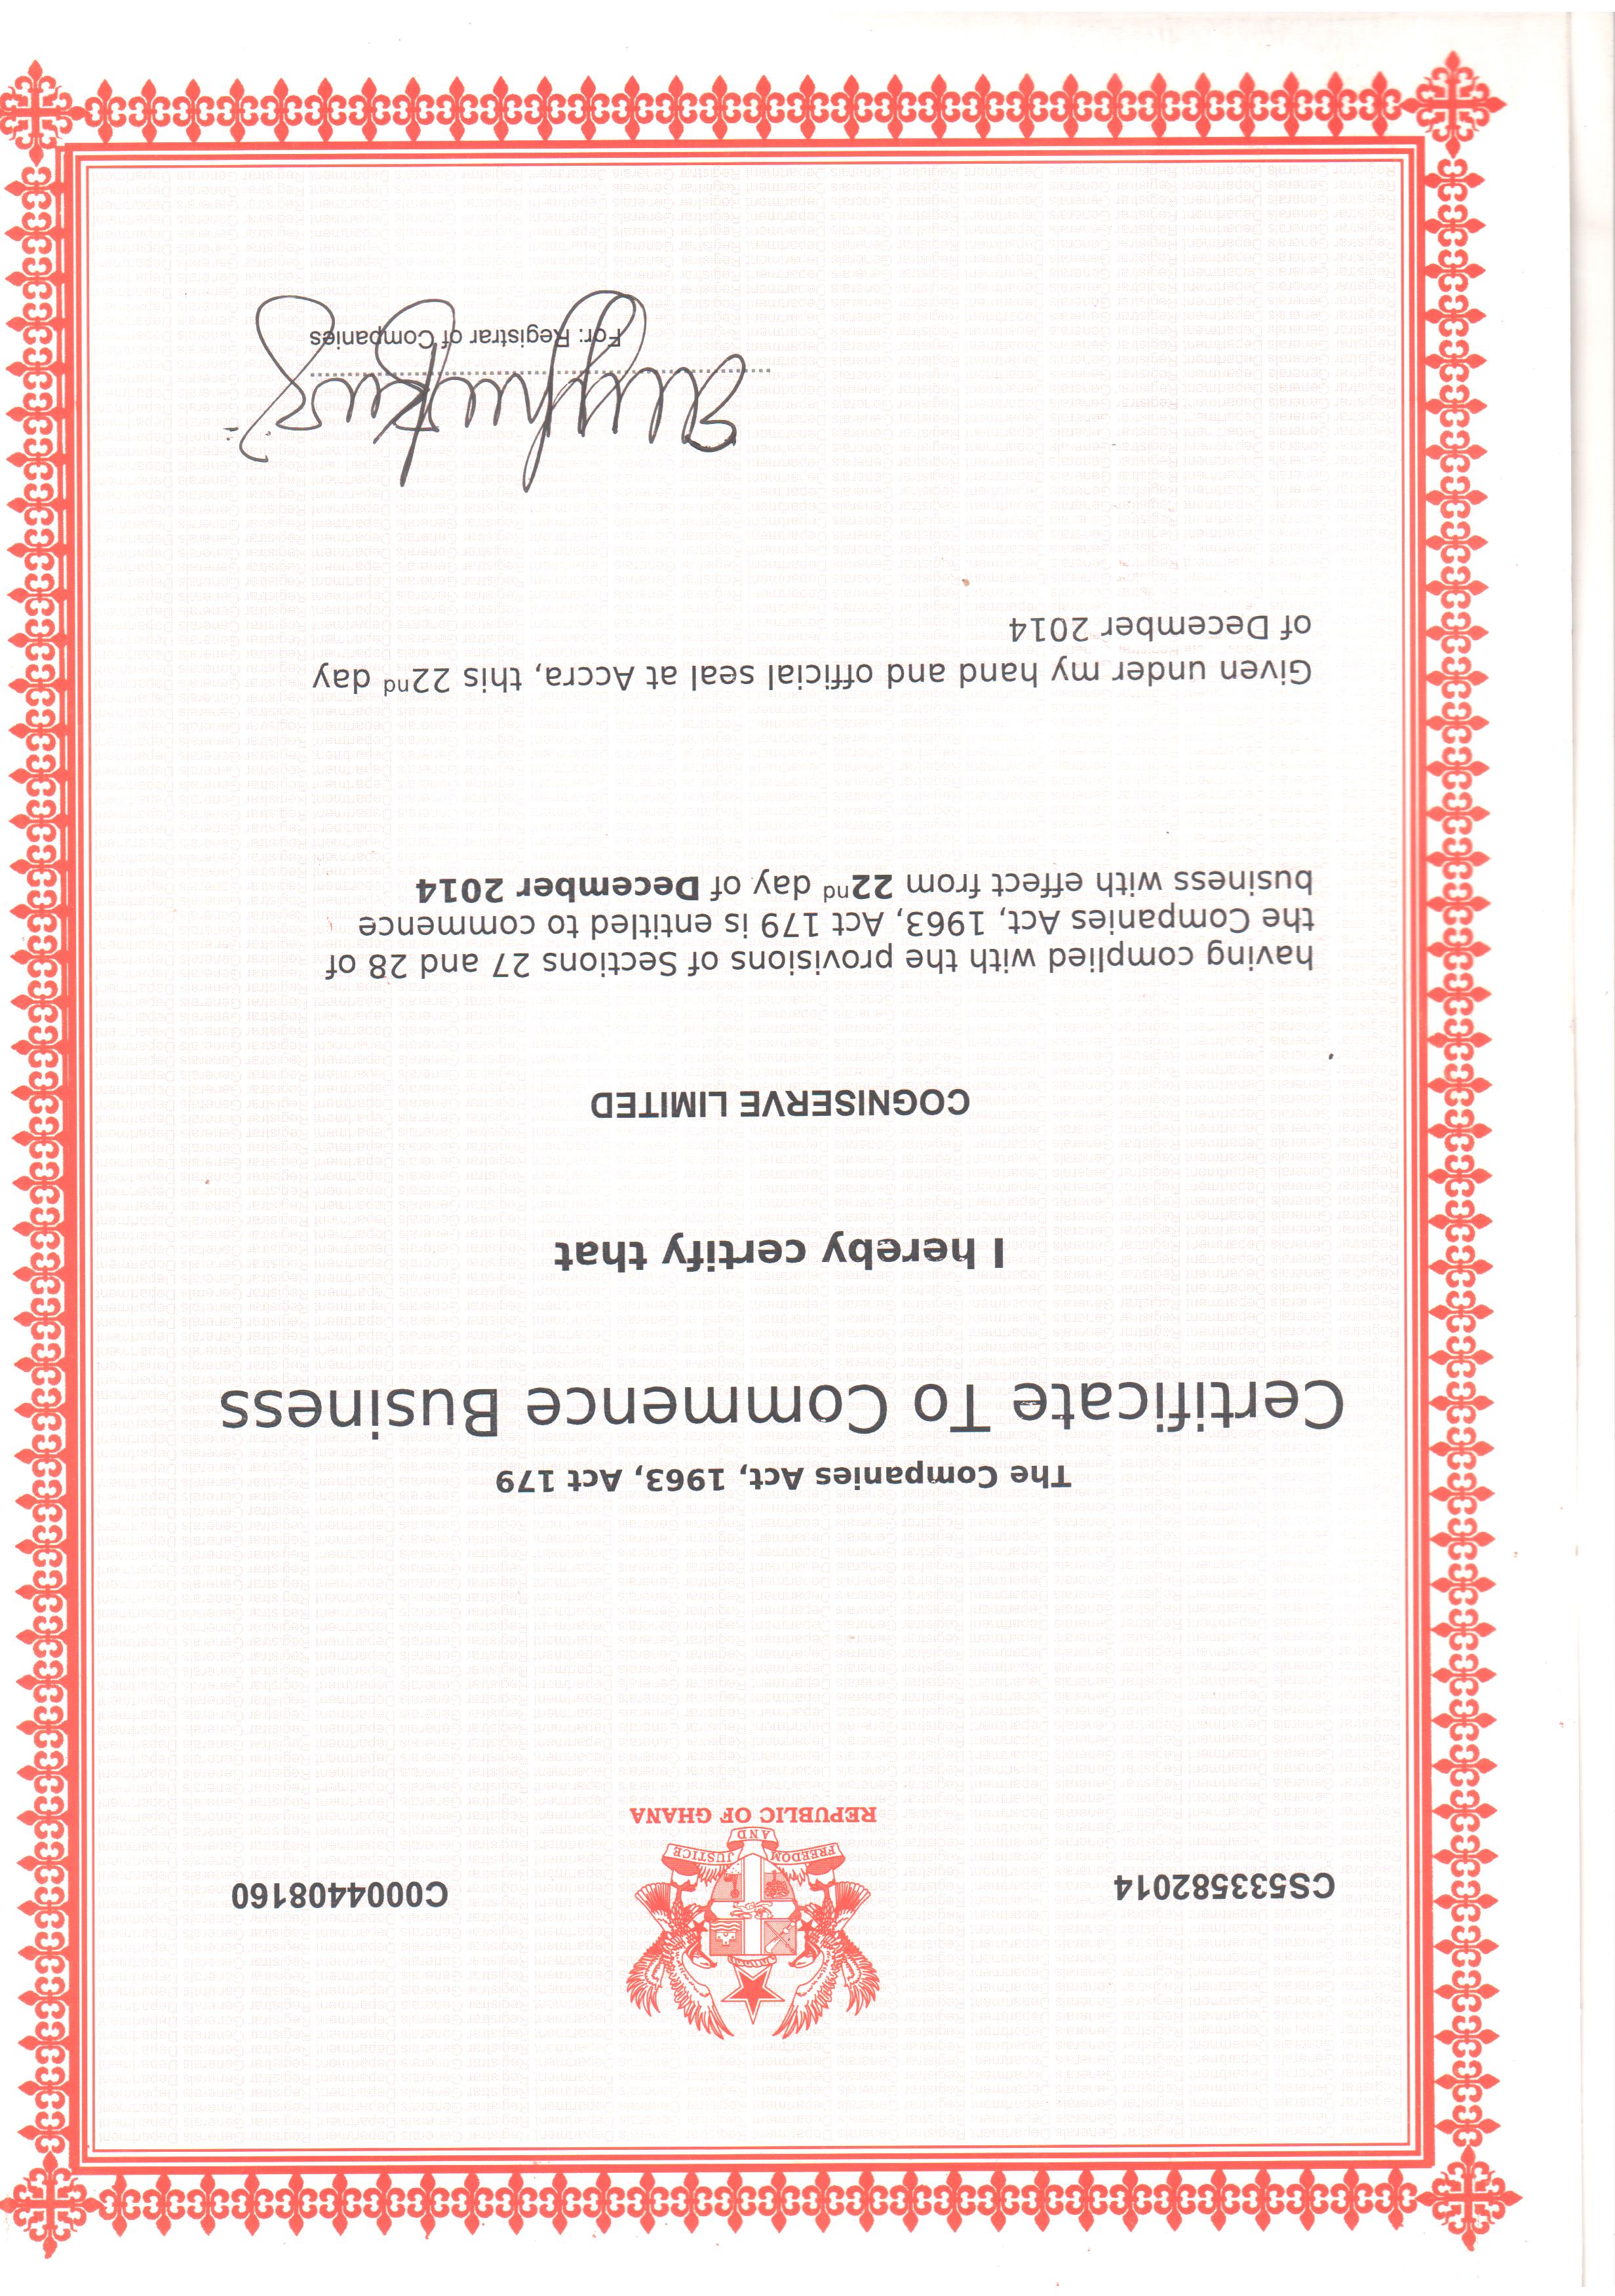 CS533582014
C0004408160
FREEDOM AND JUSTICE
REPUBLIC OF GHANA
The Companies Act, 1963, Act 179
Certificate To Commence Business
I hereby certify that
COGNISERVE LIMITED
having complied with the provisions of Sections 27 and 28 of
the Companies Act, 1963, Act 179 is entitled to commence
business with effect from 22nd day of December 2014
Given under my hand and official seal at Accra, this 22nd day
of December 2014
For: Registrar of Companies